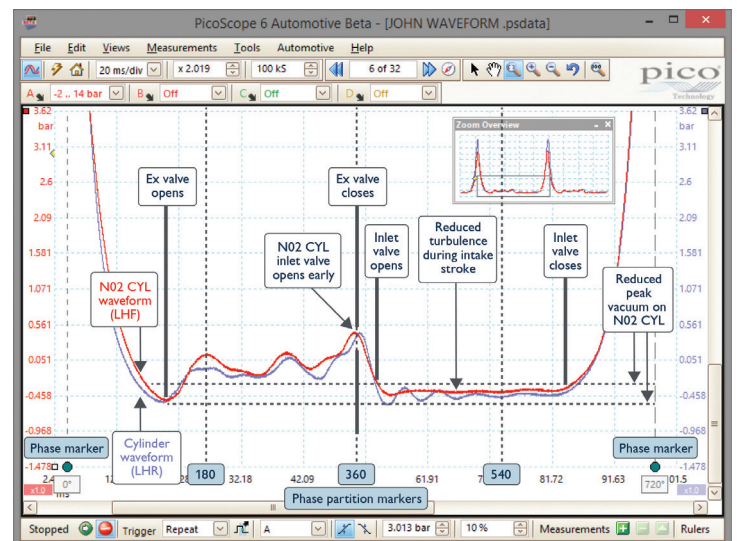 PicoScope 6 Automotive Beta - [JOHN WAVEFORM .psdata]
File Edit Views Measurements Tools Automotive Help
20 ms/div x 2.019 100 kS 6 of 32
pico
Technology
A -2 .. 14 bar B Off C Off D Off
3.62 3.62
bar bar
Zoom Overview
3.11 3.11
Ex valve
opens
Ex valve
closes
2.6 2.6
2.09 2.09
N02 CYL
inlet valve
opens early
Inlet
valve
opens
Reduced
turbulence
during intake
stroke
Inlet
valve
closes
1.581 1.581
N02 CYL
waveform
(LHF)
Reduced
peak
vacuum on
N02 CYL
1.071 1.071
0.561 0.561
0.051 0.051
-0.458 -0.458
-0.968 -0.968
Phase marker
Cylinder
waveform
(LHR)
Phase marker
-1.478 -1.478
180 360 540
32.18 42.09 61.91 81.72 91.63
0° 720°
x1.0 ms x1.0
Phase partition markers
Stopped Trigger Repeat A 3.013 bar 10 % Measurements Rulers